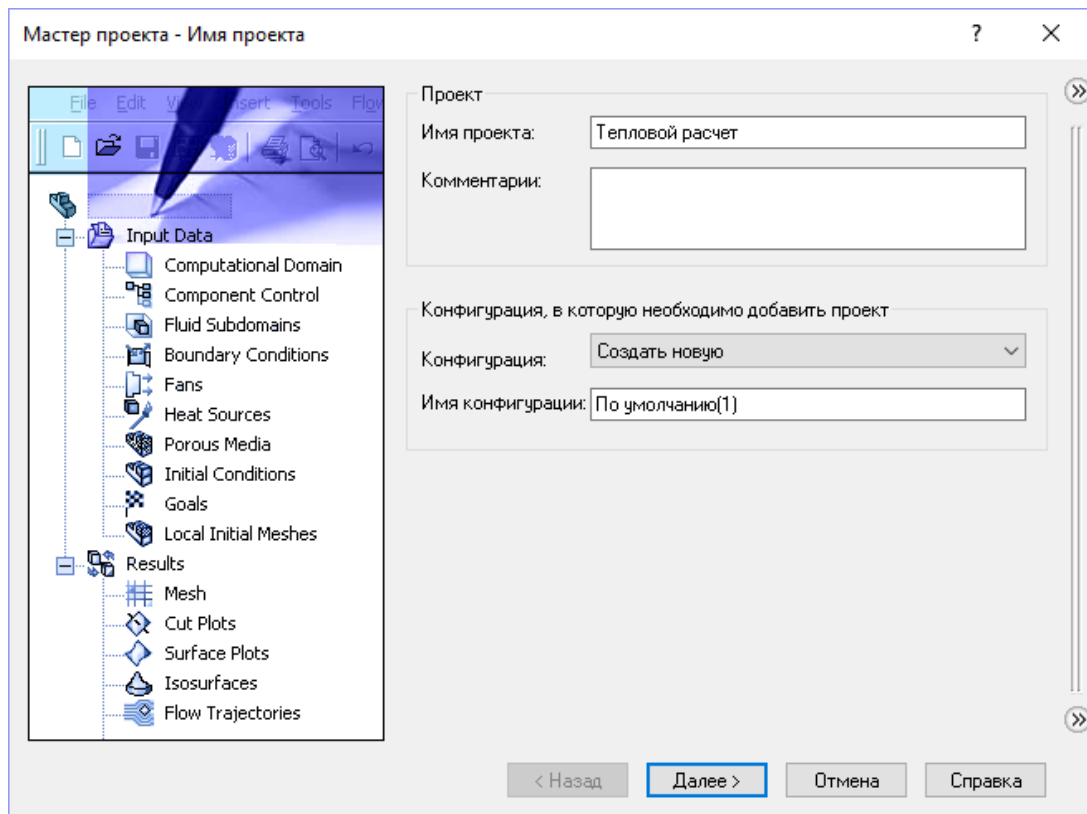 Мастер проекта - Имя проекта
File Edit View Insert Tools Flow
Input Data
Computational Domain
Component Control
Fluid Subdomains
Boundary Conditions
Fans
Heat Sources
Porous Media
Initial Conditions
Goals
Local Initial Meshes
Results
Mesh
Cut Plots
Surface Plots
Isosurfaces
Flow Trajectories
Проект
Имя проекта: Тепловой расчет
Комментарии:
Конфигурация, в которую необходимо добавить проект
Конфигурация: Создать новую
Имя конфигурации: По умолчанию(1)
< Назад Далее > Отмена Справка